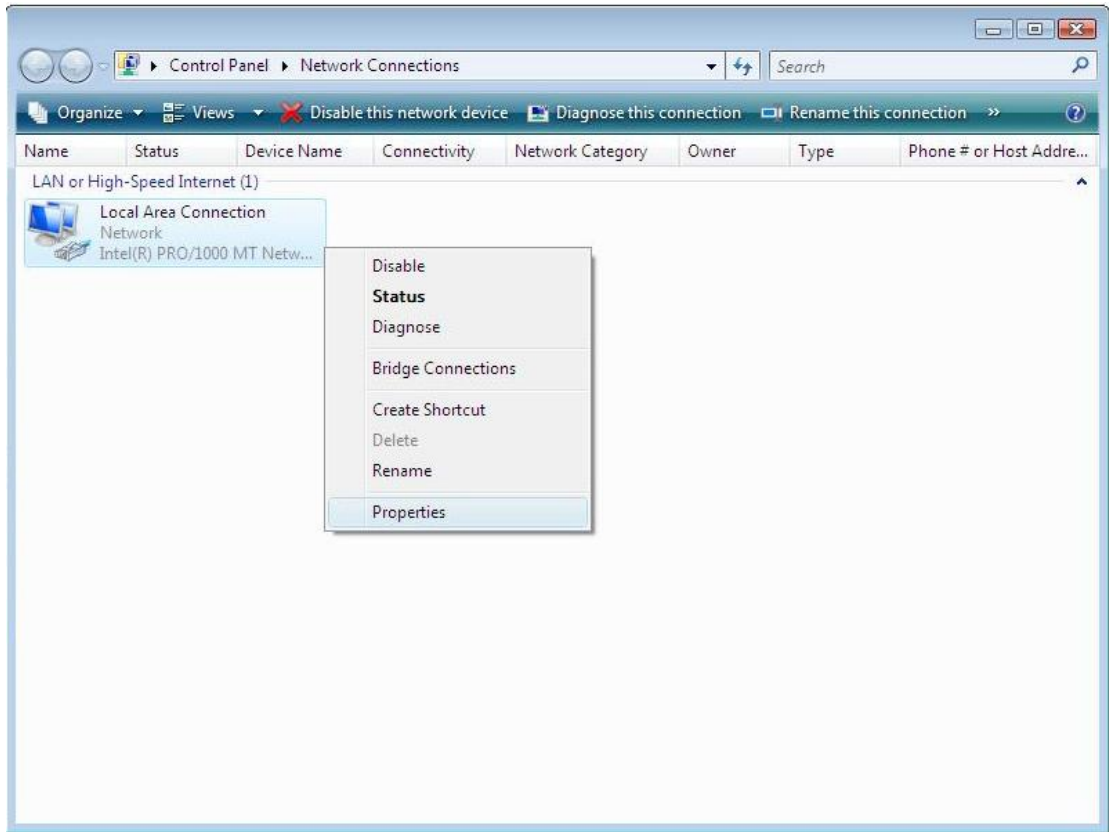 Control Panel Network Connections Search
Organize Views Disable this network device Diagnose this connection Rename this connection »
Name Status Device Name Connectivity Network Category Owner Type Phone # or Host Addre...
LAN or High-Speed Internet (1)
Local Area Connection
Network
Intel(R) PRO/1000 MT Netw...
Disable
Status
Diagnose
Bridge Connections
Create Shortcut
Delete
Rename
Properties